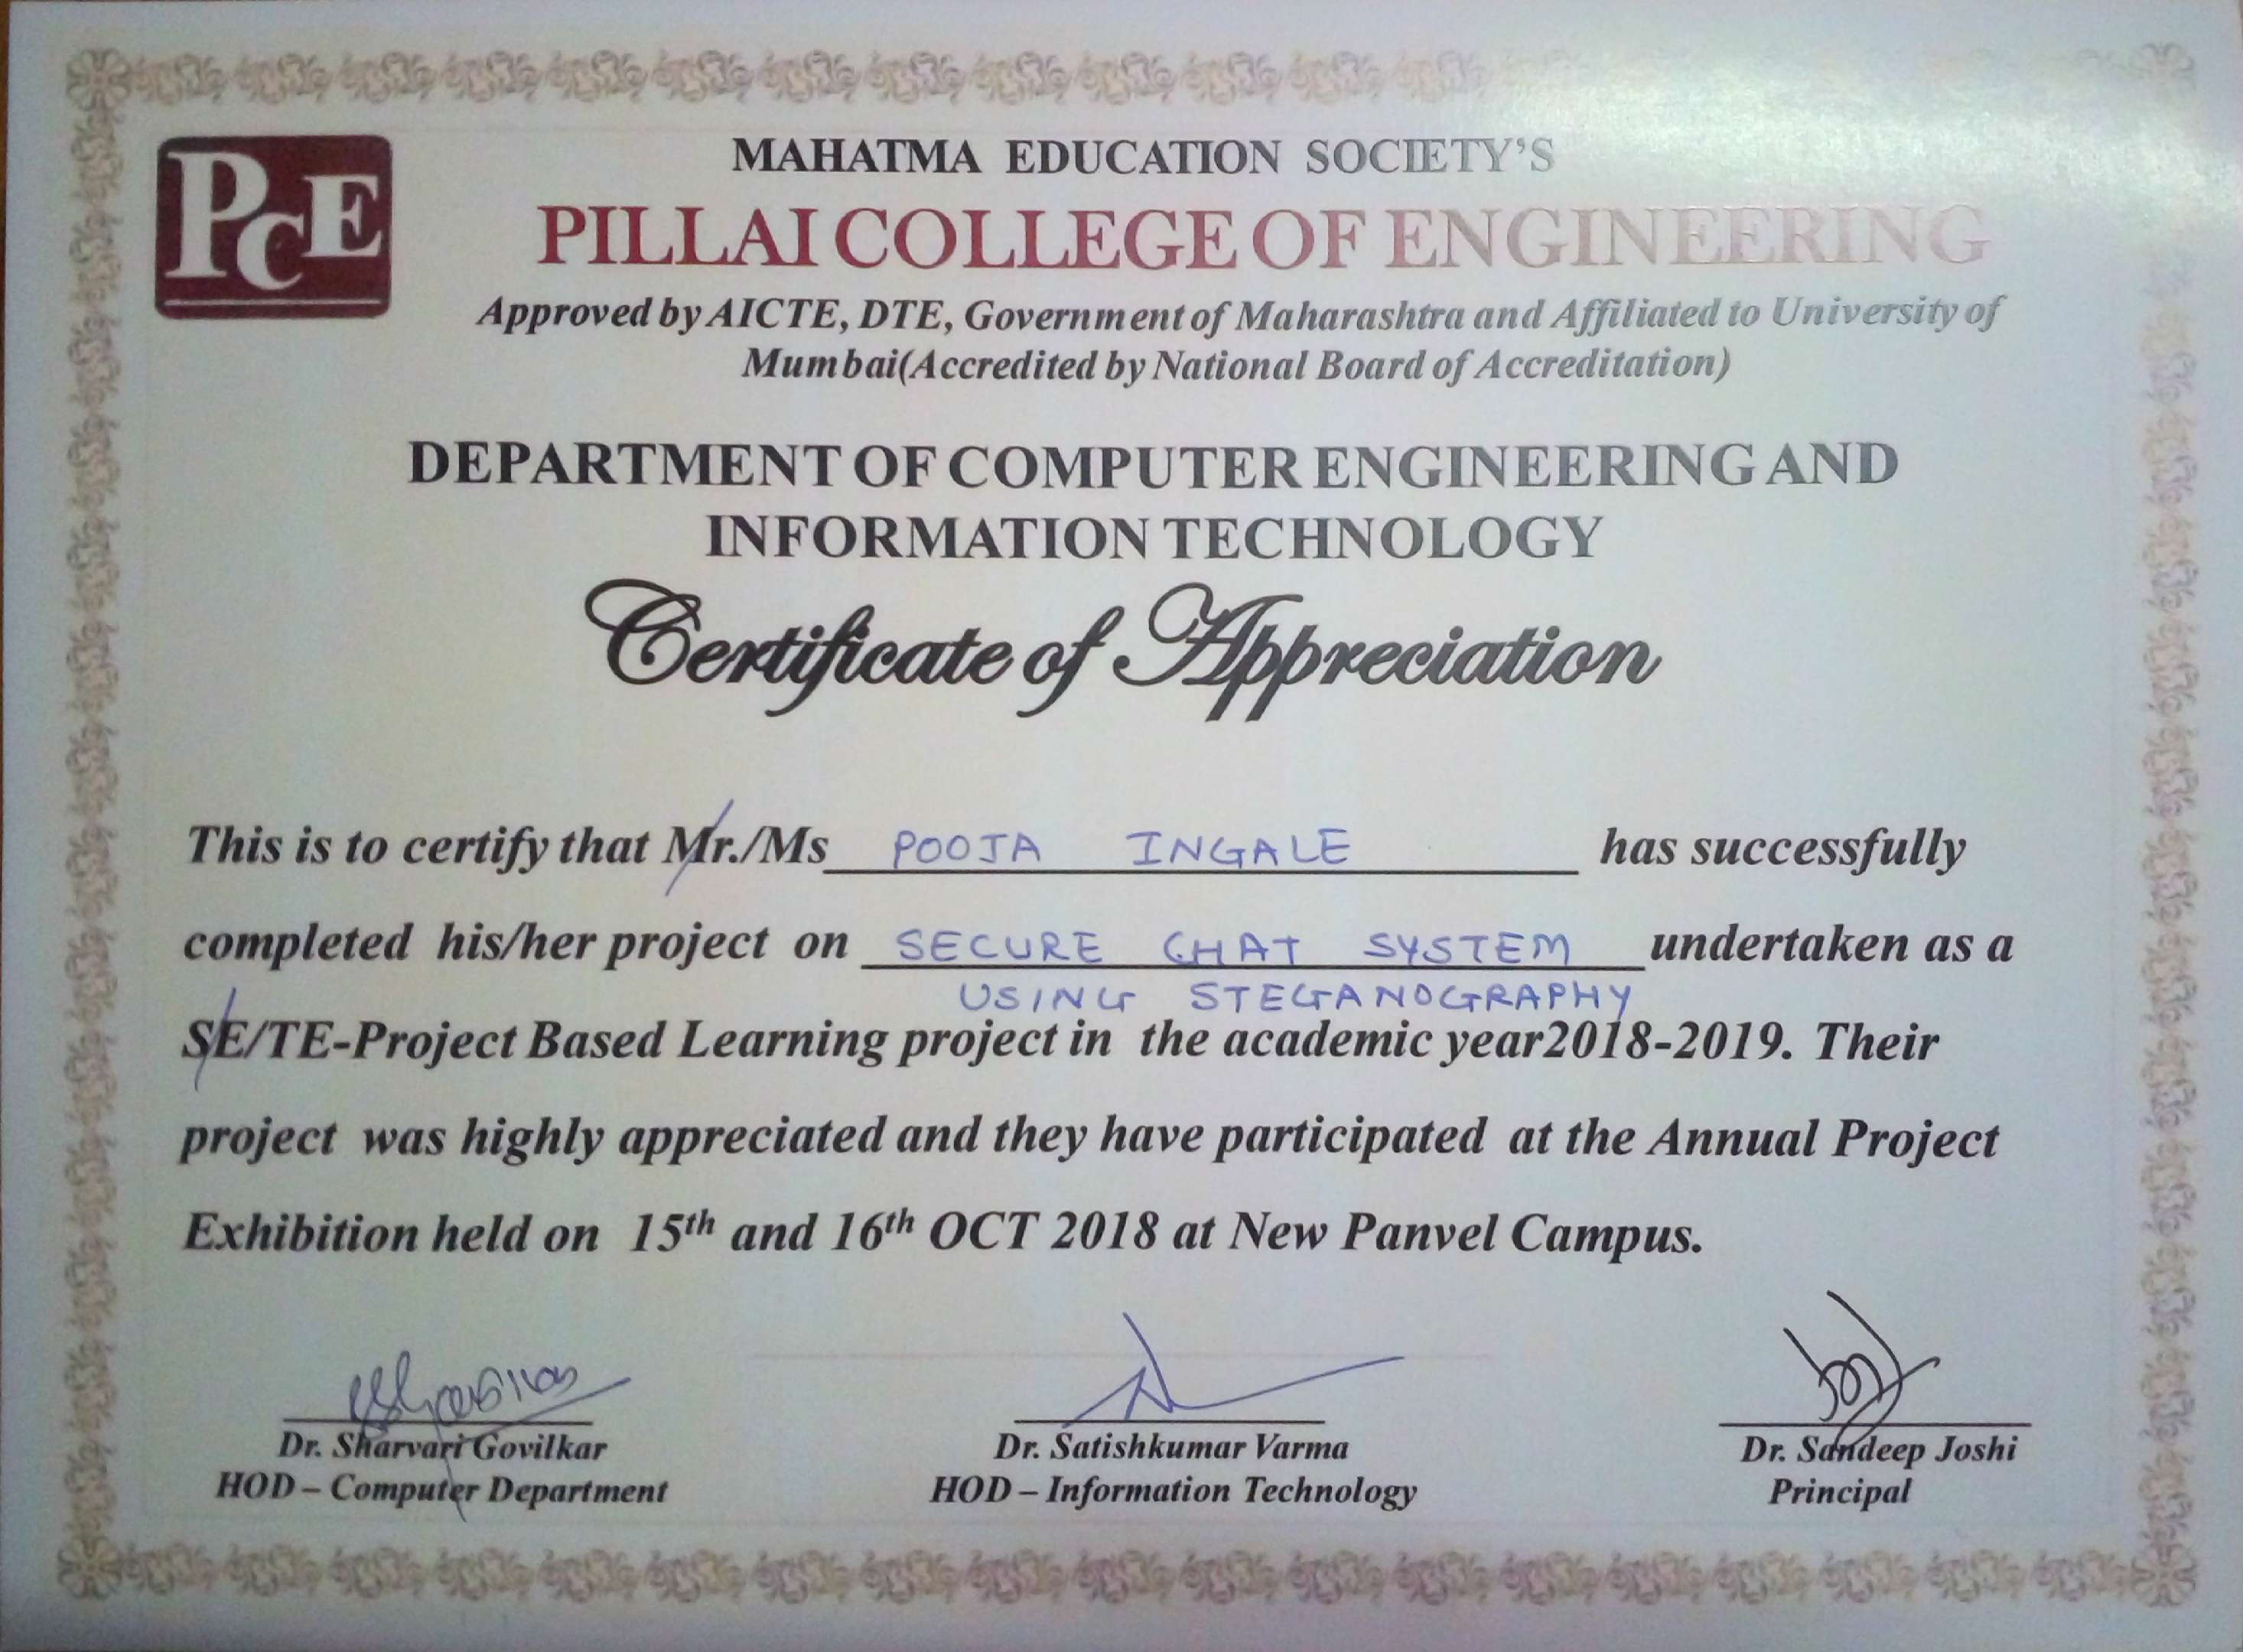 PCE
MAHATMA EDUCATION SOCIETY'S
PILLAI COLLEGE OF ENGINEERING
Approved by AICTE, DTE, Government of Maharashtra and Affiliated to University of
Mumbai(Accredited by National Board of Accreditation)
DEPARTMENT OF COMPUTER ENGINEERING AND
INFORMATION TECHNOLOGY
Certificate of Appreciation
This is to certify that Mr./Ms POOJA INGALE has successfully
completed his/her project on SECURE CHAT SYSTEM undertaken as a
USING STEGANOGRAPHY
SE/TE-Project Based Learning project in the academic year2018-2019. Their
project was highly appreciated and they have participated at the Annual Project
Exhibition held on 15th and 16th OCT 2018 at New Panvel Campus.
Dr. Sharvari Govilkar
HOD – Computer Department
Dr. Satishkumar Varma
HOD – Information Technology
Dr. Sandeep Joshi
Principal